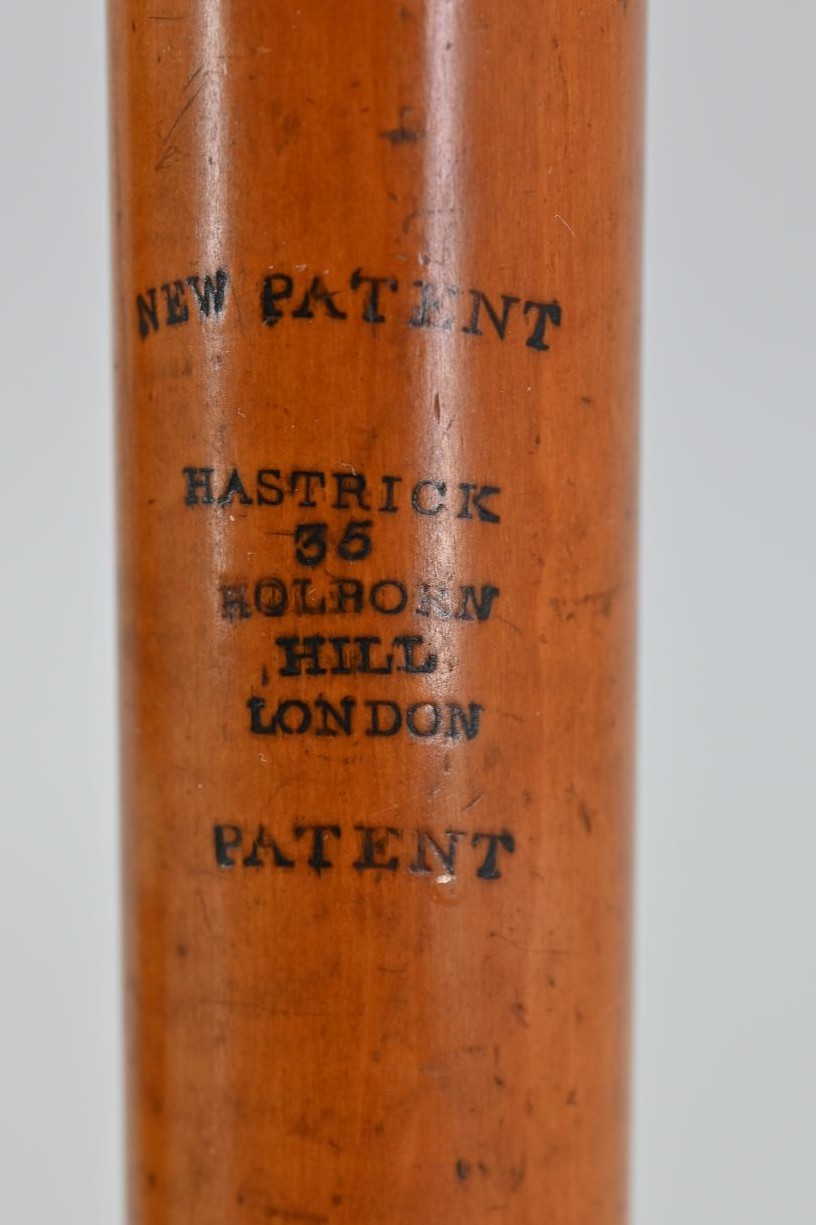 NEW PATENT
HASTRICK
35
HOLBORN
HILL
LONDON
PATENT